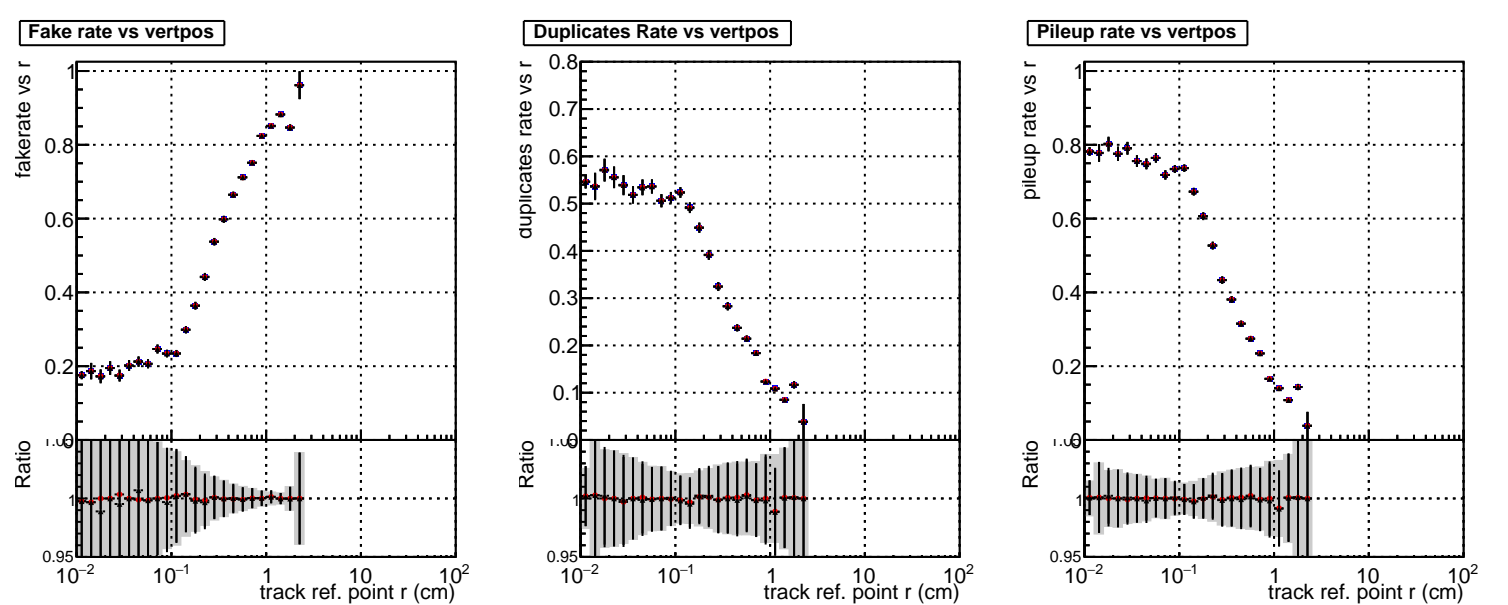 Fake rate vs vertpos
fakerate vs r
1
0.8
0.6
0.4
0.2
0
Ratio
1
0.95
10⁻² 10⁻¹ 1 10 10²
track ref. point r (cm)
Duplicates Rate vs vertpos
duplicates rate vs r
0.8
0.7
0.6
0.5
0.4
0.3
0.2
0.1
0
Ratio
1
0.95
10⁻² 10⁻¹ 1 10 10²
track ref. point r (cm)
Pileup rate vs vertpos
pileup rate vs r
1
0.8
0.6
0.4
0.2
0
Ratio
1
0.95
10⁻² 10⁻¹ 1 10 10²
track ref. point r (cm)